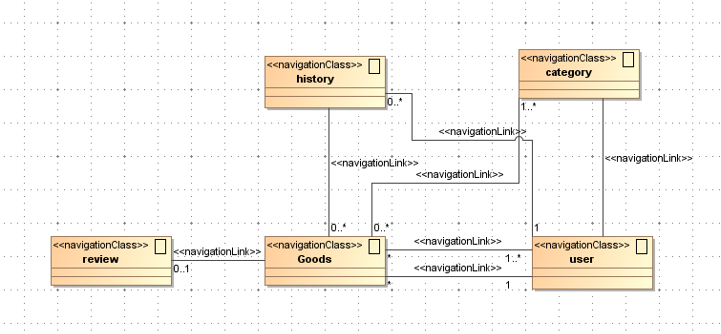 <<navigationClass>>
history
<<navigationClass>>
category
0..*
1..*
<<navigationLink>>
<<navigationLink>>
<<navigationLink>>
<<navigationLink>>
0..*
0..*
1
<<navigationClass>>
review
<<navigationLink>>
0..1
<<navigationClass>>
Goods
<<navigationLink>>
*
1..*
<<navigationLink>>
*
1
<<navigationClass>>
user